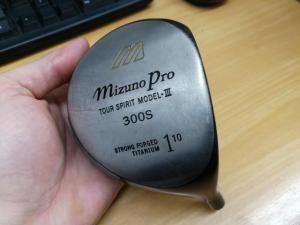 mizuno pro
TOUR SPIRIT MODEL-III
300S
STRONG FORGED
TITANIUM
1 10